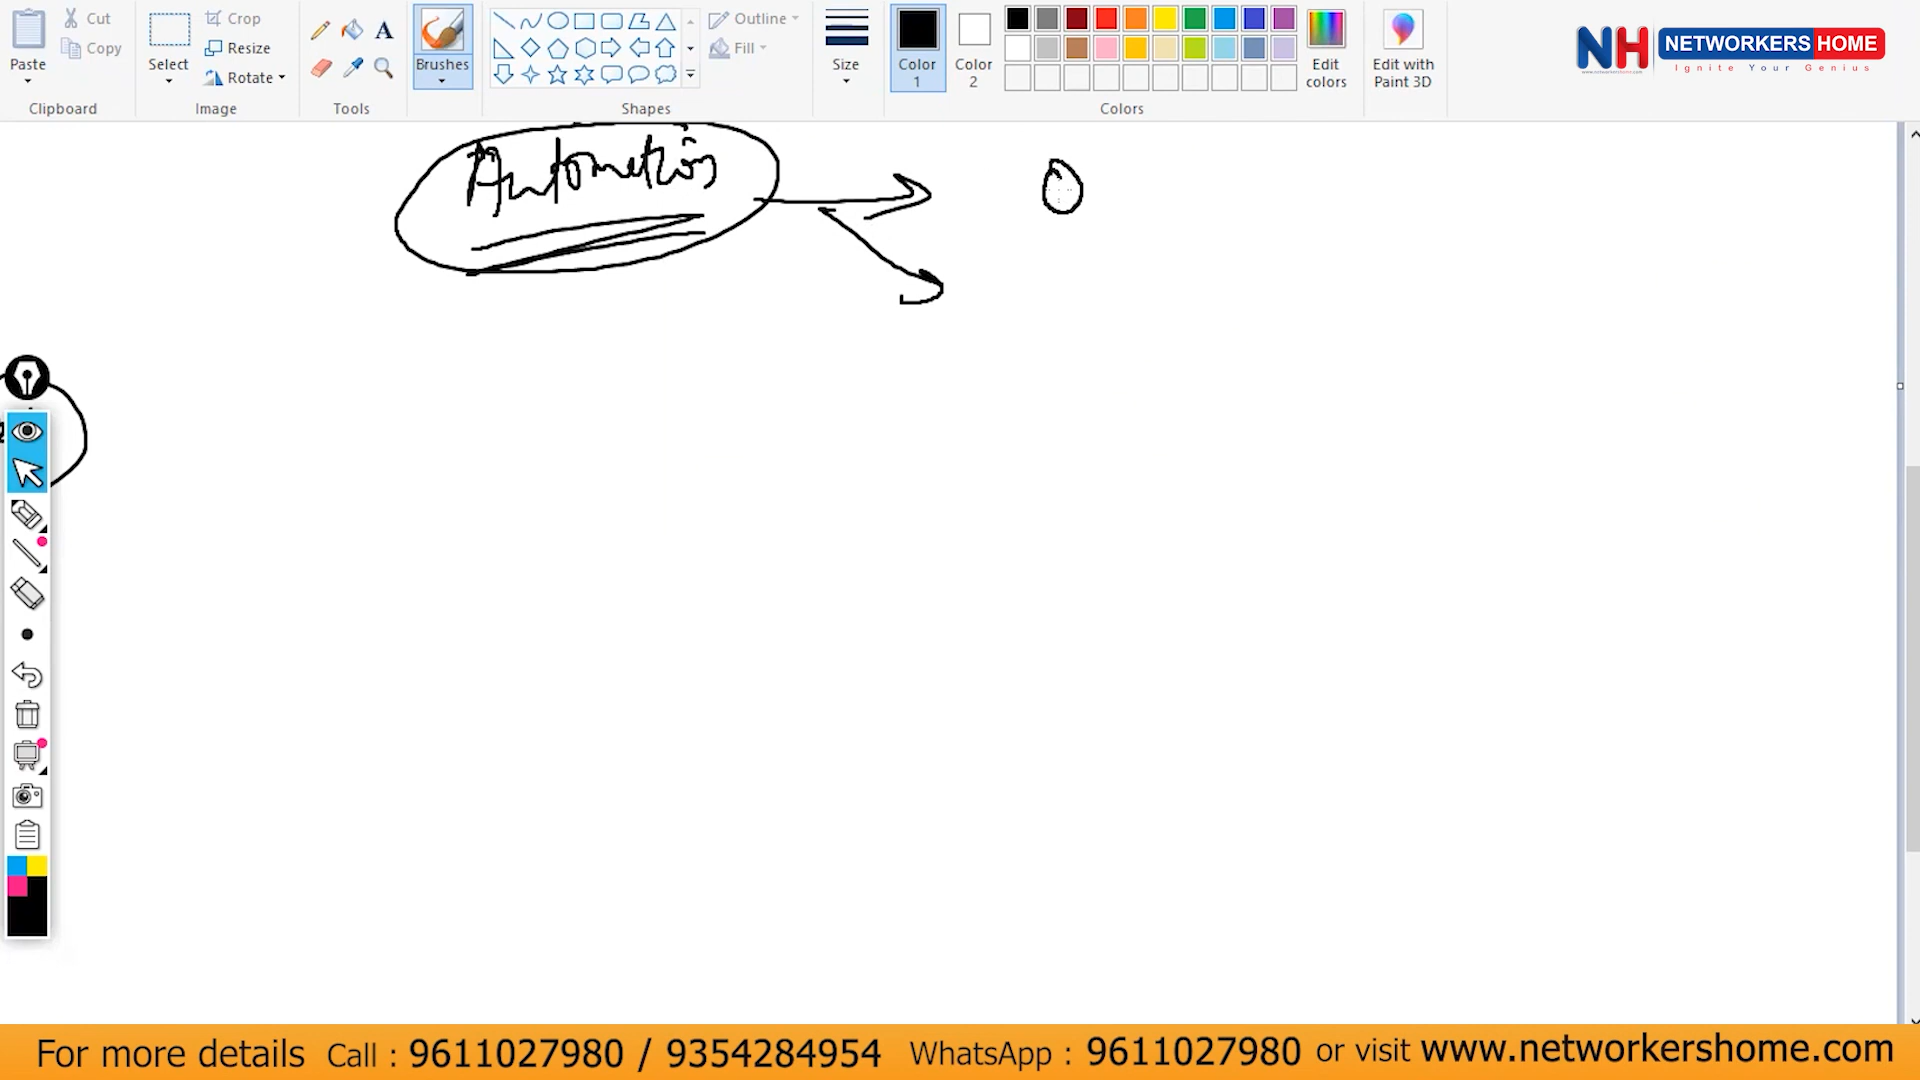 Cut
Copy
Paste
Clipboard
Select
Crop
Resize
Rotate
Image
A
Tools
Brushes
Shapes
Outline
Fill
Size
Color 1
Color 2
Edit colors
Colors
Edit with Paint 3D
NH NETWORKERS HOME
Ignite Your Genius
Automation
For more details Call : 9611027980 / 9354284954 WhatsApp : 9611027980 or visit www.networkershome.com